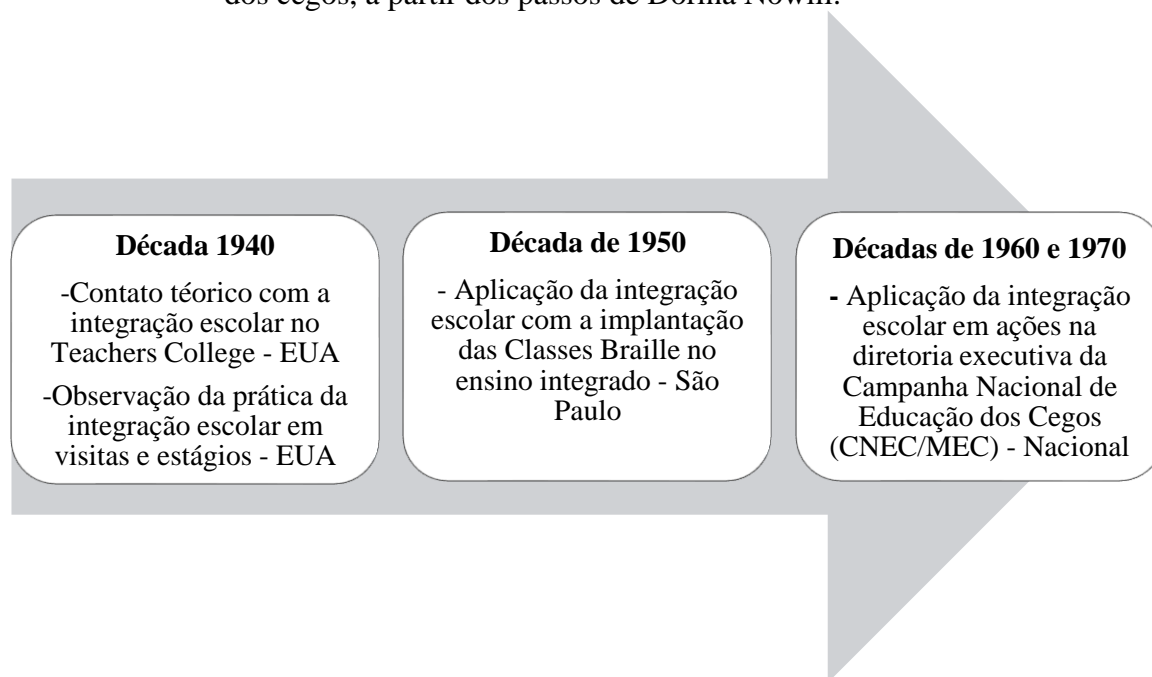 dos cegos, a partir dos passos de Dorina Nowill.
Década 1940
-Contato téorico com a
integração escolar no
Teachers College - EUA
-Observação da prática da
integração escolar em
visitas e estágios - EUA
Década de 1950
- Aplicação da integração
escolar com a implantação
das Classes Braille no
ensino integrado - São
Paulo
Décadas de 1960 e 1970
- Aplicação da integração
escolar em ações na
diretoria executiva da
Campanha Nacional de
Educação dos Cegos
(CNEC/MEC) - Nacional